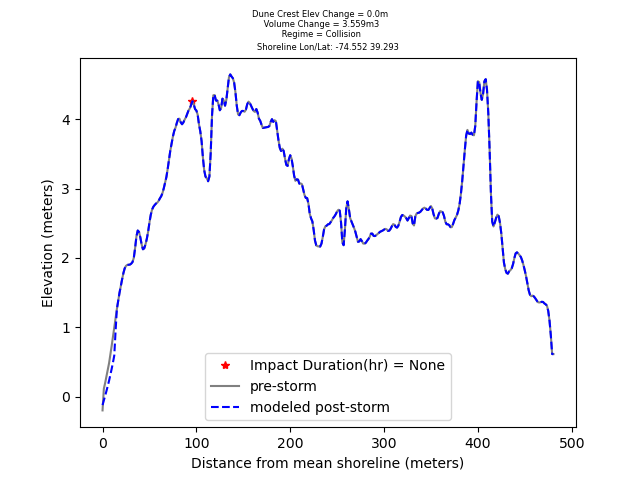 Dune Crest Elev Change = 0.0m
Volume Change = 3.559m3
Regime = Collision
Shoreline Lon/Lat: -74.552 39.293
4
3
2
1
0
Elevation (meters)
Impact Duration(hr) = None
pre-storm
modeled post-storm
0 100 200 300 400 500
Distance from mean shoreline (meters)